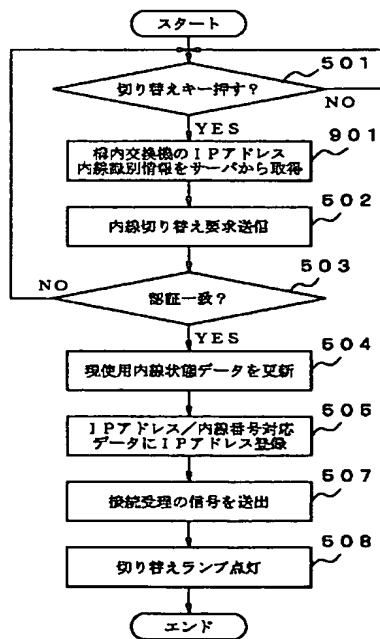 スタート
501
切り替えキー押す?
NO
YES
901
構内交換機のIPアドレス
内線識別情報をサーバから取得
502
内線切り替え要求送信
503
NO
認証一致?
YES
504
現使用内線状態データを更新
505
IPアドレス/内線番号対応
データにIPアドレス登録
507
接続受理の信号を送出
508
切り替えランプ点灯
エンド